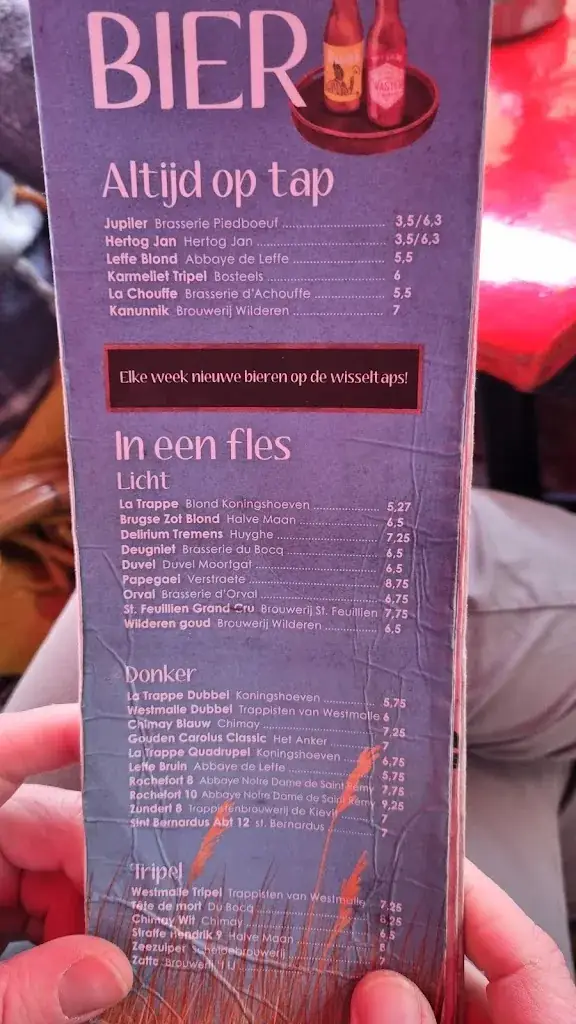 BIER
Altijd op tap
Jupiler Brasserie Piedboeuf 3,5/6,3
Hertog Jan Hertog Jan 3,5/6,3
Leffe Blond Abbaye de Leffe 5,5
Karmeliet Tripel Bosteels 6
La Chouffe Brasserie d'Achouffe 5,5
Kanunnik Brouwerij Wilderen 7
Elke week nieuwe bieren op de wisseltaps!
In een fles
Licht
La Trappe Blond Koningshoeven 5,27
Brugse Zot Blond Halve Maan 6,5
Delirium Tremens Huyghe 7,25
Deugniet Brasserie du Bocq 6,5
Duvel Duvel Moortgat 6,5
Papegaei Verstraete 8,75
Orval Brasserie d'Orval 6,75
St. Feuillien Grand Cru Brouwerij St. Feuillien 7,75
Wilderen goud Brouwerij Wilderen 6,5
Donker
La Trappe Dubbel Koningshoeven 5,75
Westmalle Dubbel Trappisten van Westmalle 6
Chimay Blauw Chimay 7,25
Gouden Carolus Classic Het Anker 7
La Trappe Quadrupel Koningshoeven 6,75
Leffe Bruin Abbaye de Leffe 5,75
Rochefort 8 Abbaye Notre Dame de Saint Remy 7,75
Rochefort 10 Abbaye Notre Dame de Saint Remy 9,25
Zundert 8 Trappistenbrouwerij de Kievit 7
Sint Bernardus Abt 12 st. Bernardus 7
Tripel
Westmalle Tripel Trappisten van Westmalle 7,25
Tête de mort Du Bocq 8,25
Chimay Wit Chimay 6,5
Straffe Hendrik 9 Halve Maan 8
Zeezuiper Scheldebrouwerij 7
Zatte Brouwerij 't IJ